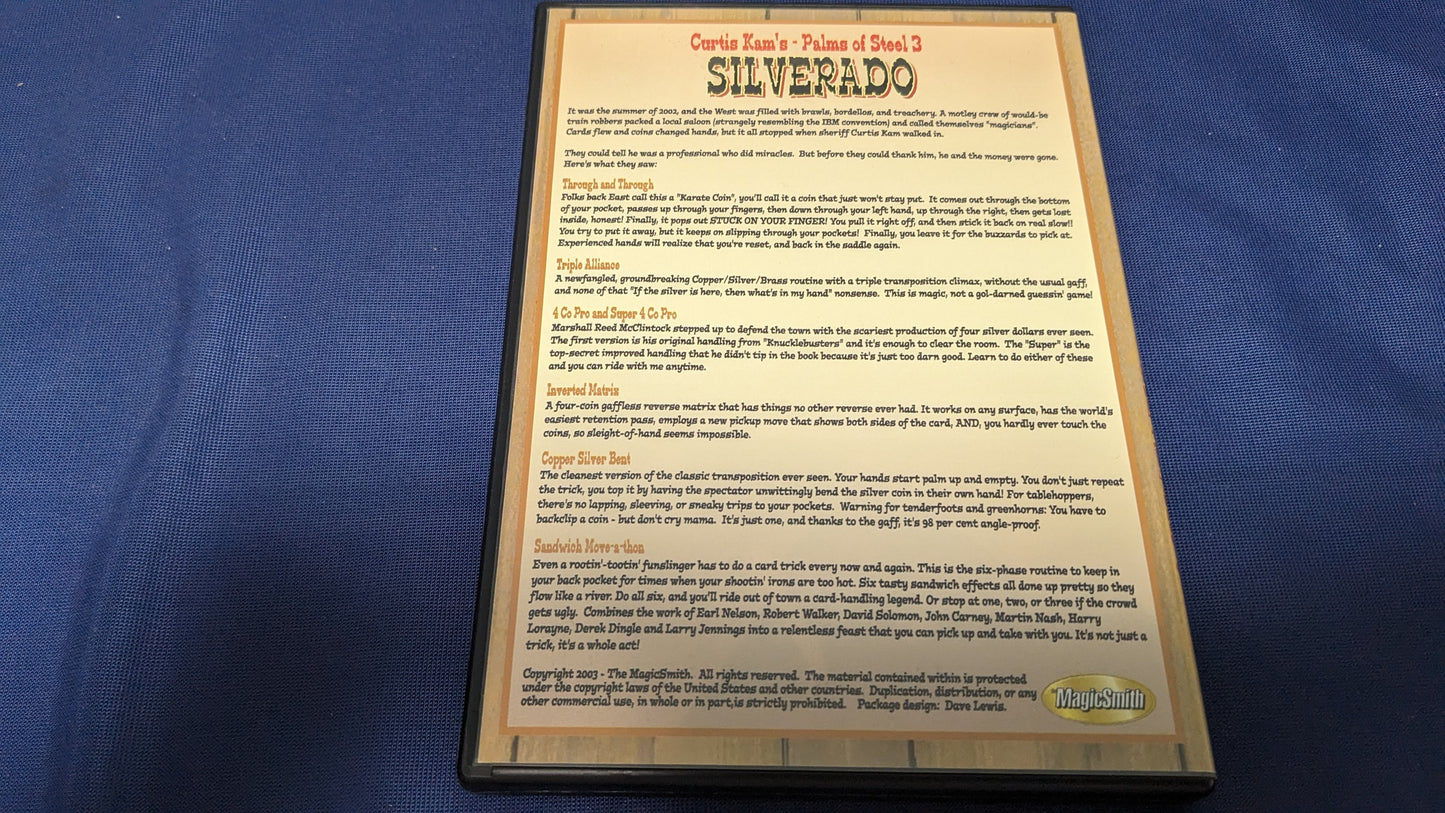 Curtis Kam's - Palms of Steel 3
SILVERADO
It was the summer of 2002, and the West was filled with brawls, bordellos, and treachery. A motley crew of would-be
train robbers packed a local saloon (strangely resembling the IBM convention) and called themselves "magicians".
Cards flew and coins changed hands, but it all stopped when sheriff Curtis Kam walked in.
They could tell he was a professional who did miracles. But before they could thank him, he and the money were gone.
Here's what they saw:
Through and Through
Folks back East call this a "Karate Coin", you'll call it a coin that just won't stay put. It comes out through the bottom
of your pocket, passes up through your fingers, then down through your left hand, up through the right, then gets lost
inside, honest! Finally, it pops out STUCK ON YOUR FINGER! You pull it right off, and then stick it back on real slow!!
You try to put it away, but it keeps on slipping through your pockets! Finally, you leave it for the buzzards to pick at.
Experienced hands will realize that you're reset, and back in the saddle again.
Triple Alliance
A newfangled, groundbreaking Copper/Silver/Brass routine with a triple transposition climax, without the usual gaff,
and none of that "If the silver is here, then what's in my hand" nonsense. This is magic, not a gol-darned guessin' game!
4 Co Pro and Super 4 Co Pro
Marshall Reed McClintock stepped up to defend the town with the scariest production of four silver dollars ever seen.
The first version is his original handling from "Knucklebusters" and it's enough to clear the room. The "Super" is the
top-secret improved handling that he didn't tip in the book because it's just too darn good. Learn to do either of these
and you can ride with me anytime.
Inverted Matrix
A four-coin gaffless reverse matrix that has things no other reverse ever had. It works on any surface, has the world's
easiest retention pass, employs a new pickup move that shows both sides of the card, AND, you hardly ever touch the
coins, so sleight-of-hand seems impossible.
Copper Silver Bent
The cleanest version of the classic transposition ever seen. Your hands start palm up and empty. You don't just repeat
the trick, you top it by having the spectator unwittingly bend the silver coin in their own hand! For tablehoppers,
there's no lapping, sleeving, or sneaky trips to your pockets. Warning for tenderfoots and greenhorns: You have to
backclip a coin - but don't cry mama. It's just one, and thanks to the gaff, it's 98 per cent angle-proof.
Sandwich Move-a-thon
Even a rootin'-tootin' funslinger has to do a card trick every now and again. This is the six-phase routine to keep in
your back pocket for times when your shootin' irons are too hot. Six tasty sandwich effects all done up pretty so they
flow like a river. Do all six, and you'll ride out of town a card-handling legend. Or stop at one, two, or three if the crowd
gets ugly. Combines the work of Earl Nelson, Robert Walker, David Solomon, John Carney, Martin Nash, Harry
Lorayne, Derek Dingle and Larry Jennings into a relentless feast that you can pick up and take with you. It's not just a
trick, it's a whole act!
Copyright 2003 - The MagicSmith. All rights reserved. The material contained within is protected
under the copyright laws of the United States and other countries. Duplication, distribution, or any
other commercial use, in whole or in part,is strictly prohibited. Package design: Dave Lewis.
The MagicSmith